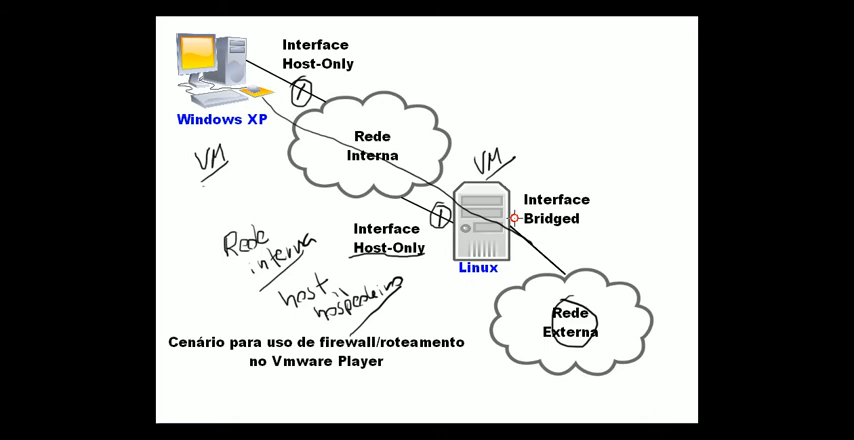 Interface
Host-Only
Windows XP
Rede
Interna
VM
VM
Interface
Bridged
Interface
Host-Only
Linux
Rede
interna
host
hospedeiro
Rede
Externa
Cenário para uso de firewall/roteamento
no Vmware Player